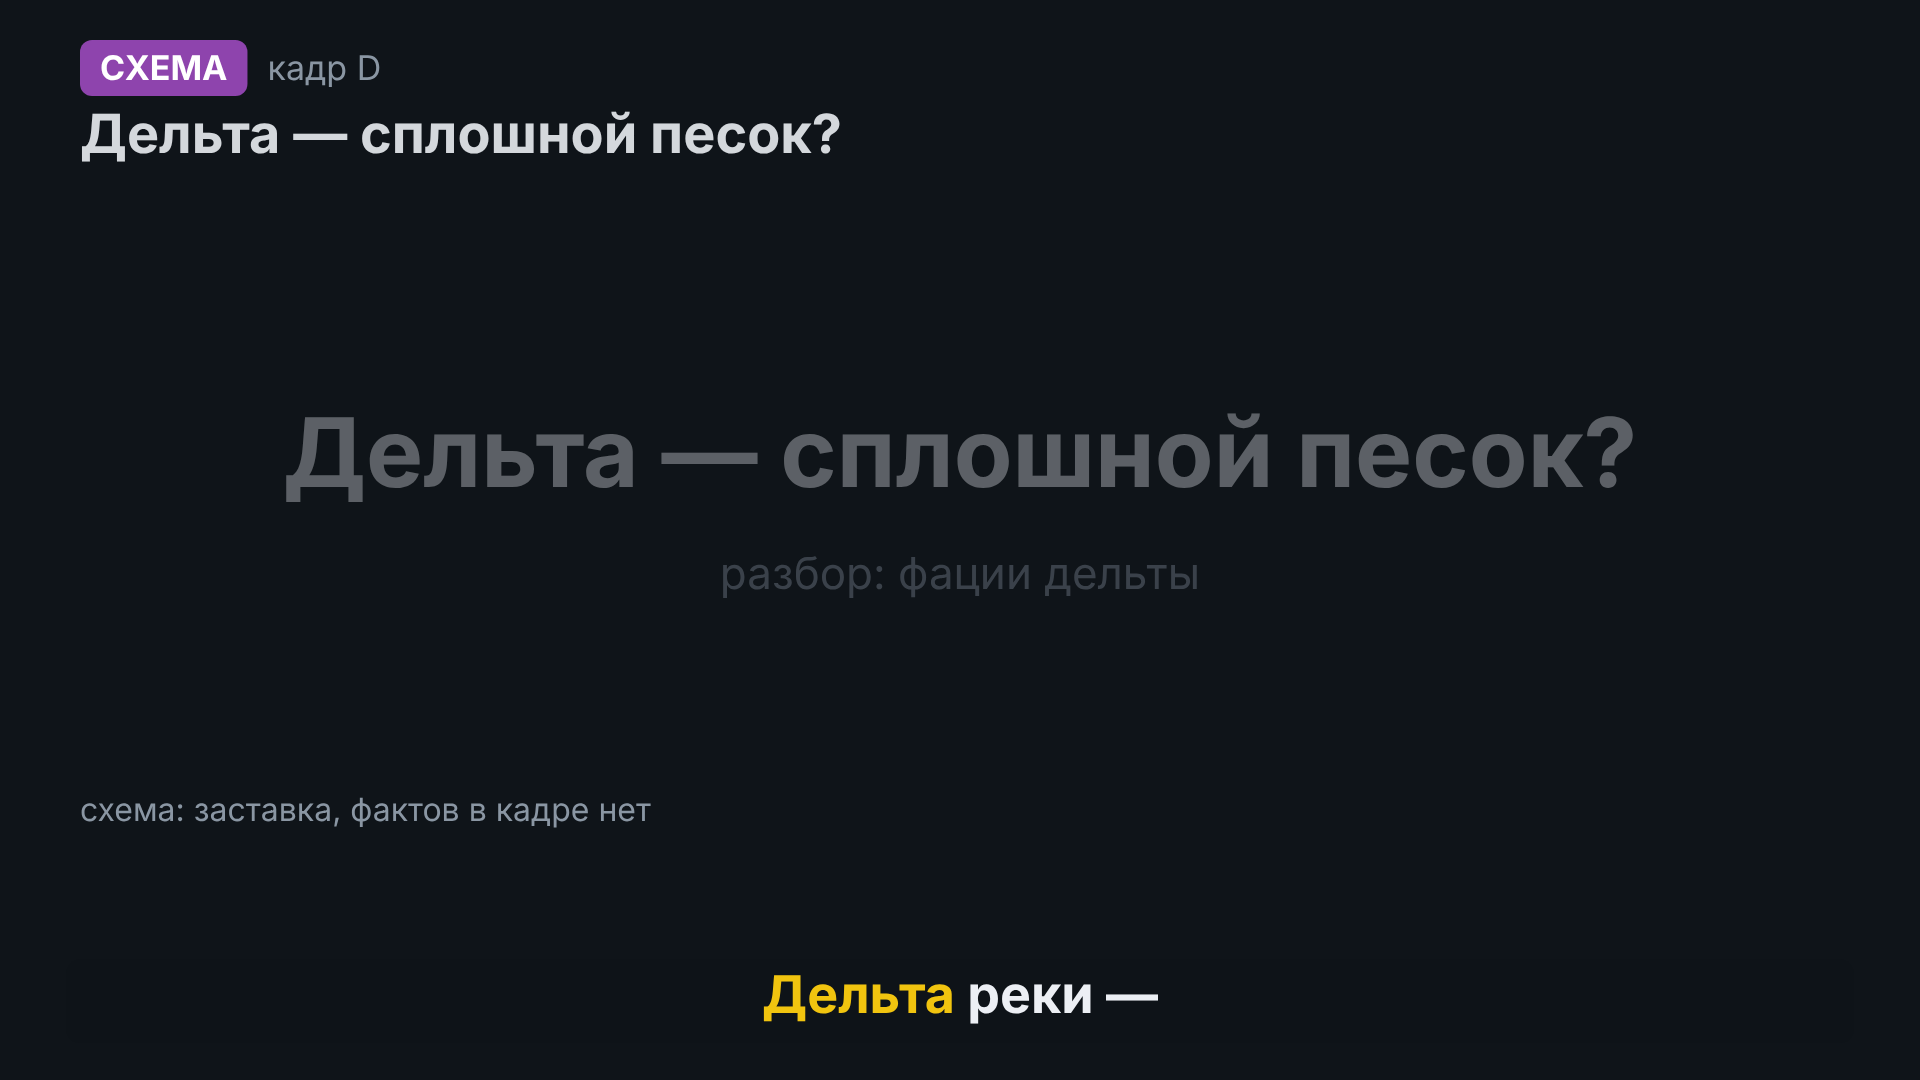 СХЕМА кадр D
Дельта — сплошной песок?
Дельта — сплошной песок?
разбор: фации дельты
схема: заставка, фактов в кадре нет
Дельта реки —